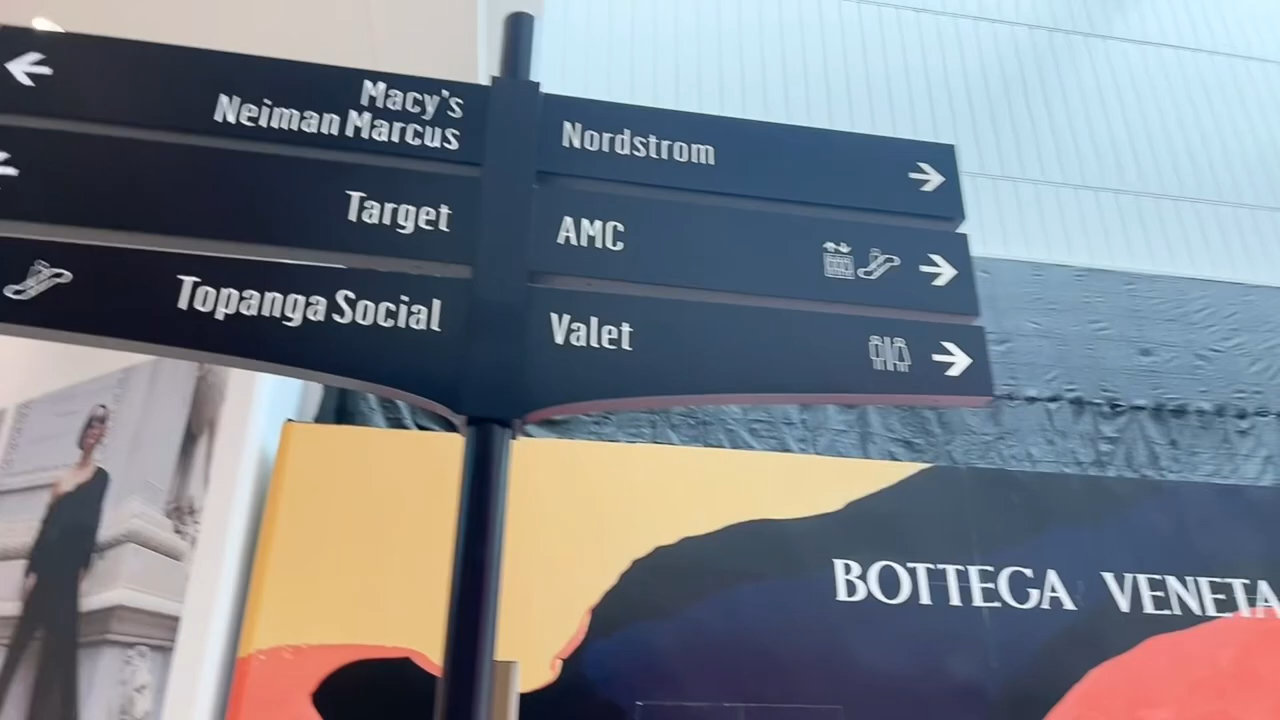 Macy's
Neiman Marcus
Target
Topanga Social
Nordstrom
AMC
Valet
BOTTEGA VENETA